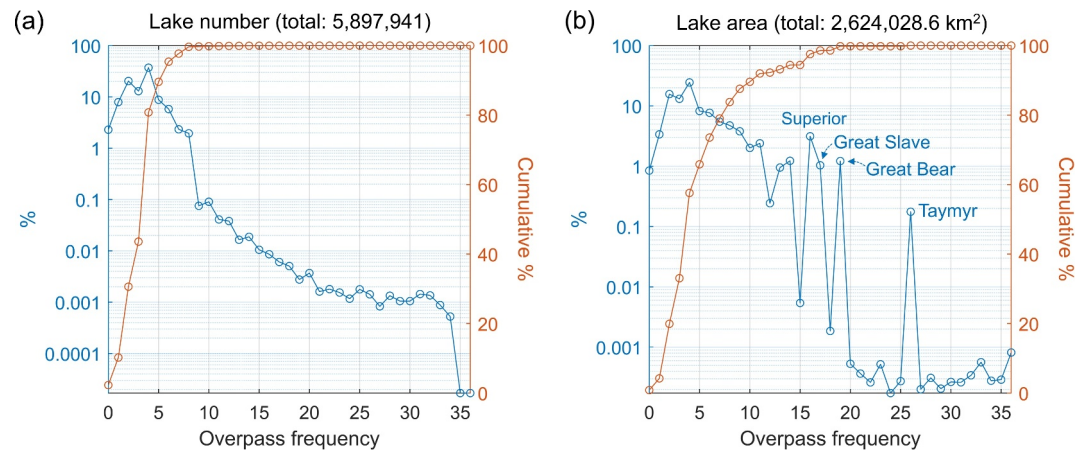 (a)
Lake number (total: 5,897,941)
100
10
1
0.1
0.01
0.001
0.0001
%
100
80
60
40
20
0
Cumulative %
0 5 10 15 20 25 30 35 36
Overpass frequency
(b)
Lake area (total: 2,624,028.6 km²)
100
10
1
0.1
0.01
0.001
%
Superior
Great Slave
Great Bear
Taymyr
100
80
60
40
20
0
Cumulative %
0 5 10 15 20 25 30 35 36
Overpass frequency